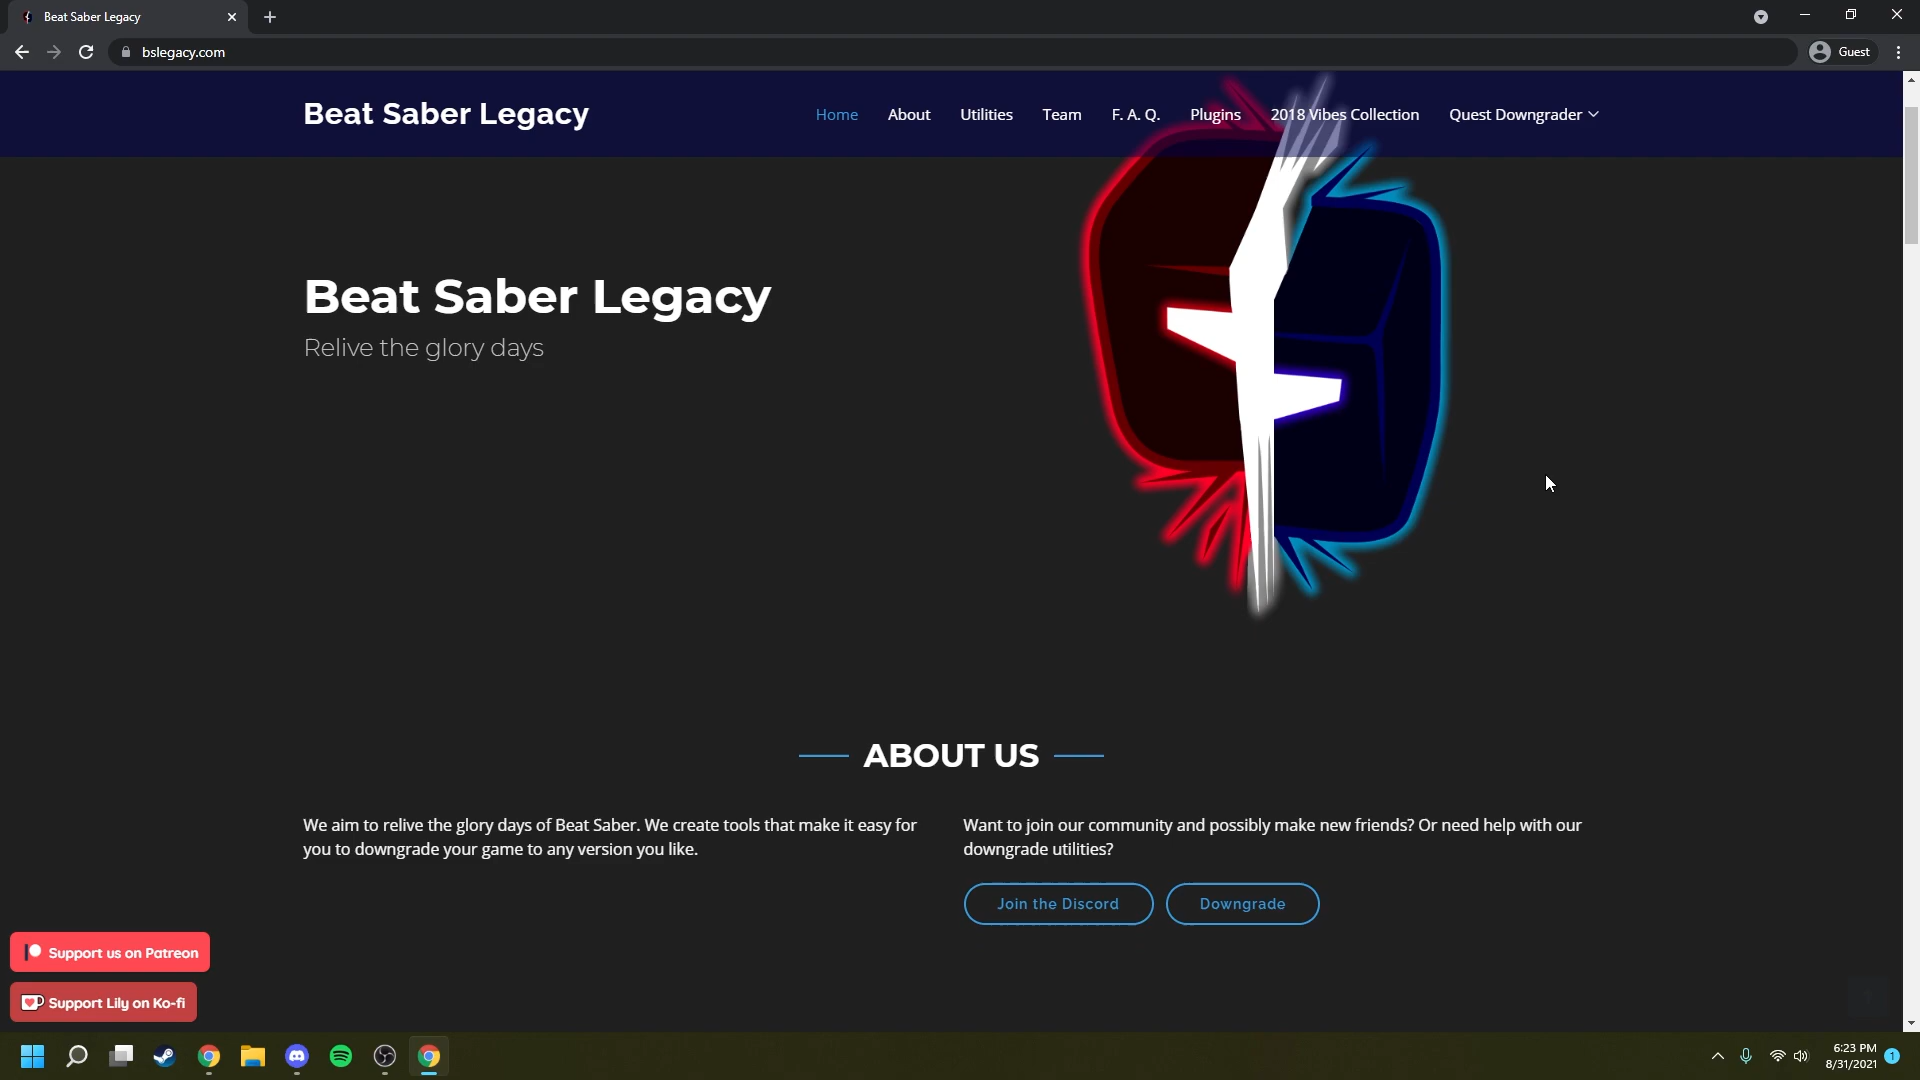 Beat Saber Legacy
bslegacy.com
Guest
Beat Saber Legacy
Home About Utilities Team F. A. Q. Plugins 2018 Vibes Collection Quest Downgrader
Beat Saber Legacy
Relive the glory days
ABOUT US
We aim to relive the glory days of Beat Saber. We create tools that make it easy for
you to downgrade your game to any version you like.
Want to join our community and possibly make new friends? Or need help with our
downgrade utilities?
Join the Discord
Downgrade
Support us on Patreon
Support Lily on Ko-fi
6:23 PM
8/31/2021
1